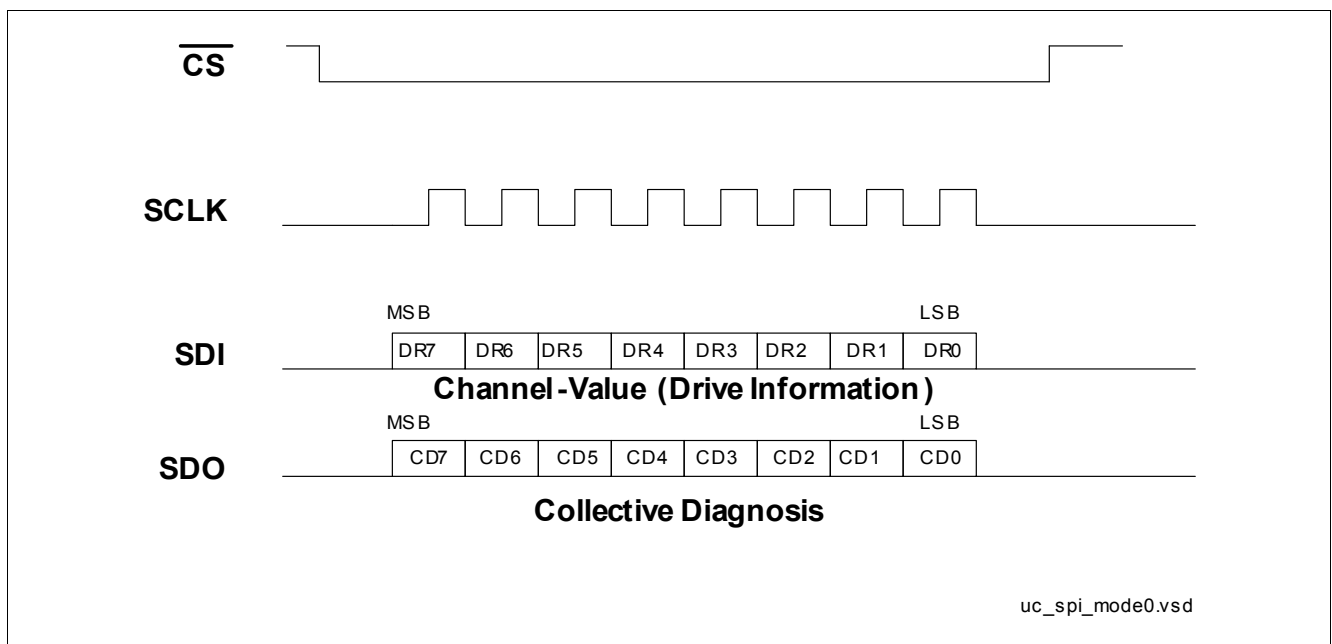 CS
SCLK
MSB LSB
SDI DR7 DR6 DR5 DR4 DR3 DR2 DR1 DR0
Channel-Value (Drive Information)
MSB LSB
SDO CD7 CD6 CD5 CD4 CD3 CD2 CD1 CD0
Collective Diagnosis
uc_spi_mode0.vsd